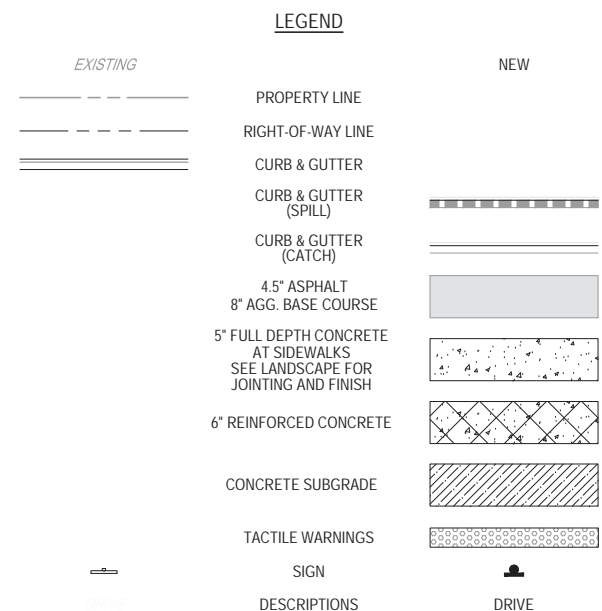 LEGEND
EXISTING NEW
PROPERTY LINE
RIGHT-OF-WAY LINE
CURB & GUTTER
CURB & GUTTER
(SPILL)
CURB & GUTTER
(CATCH)
4.5" ASPHALT
8" AGG. BASE COURSE
5" FULL DEPTH CONCRETE
AT SIDEWALKS
SEE LANDSCAPE FOR
JOINTING AND FINISH
6" REINFORCED CONCRETE
CONCRETE SUBGRADE
TACTILE WARNINGS
SIGN
DRIVE DESCRIPTIONS DRIVE